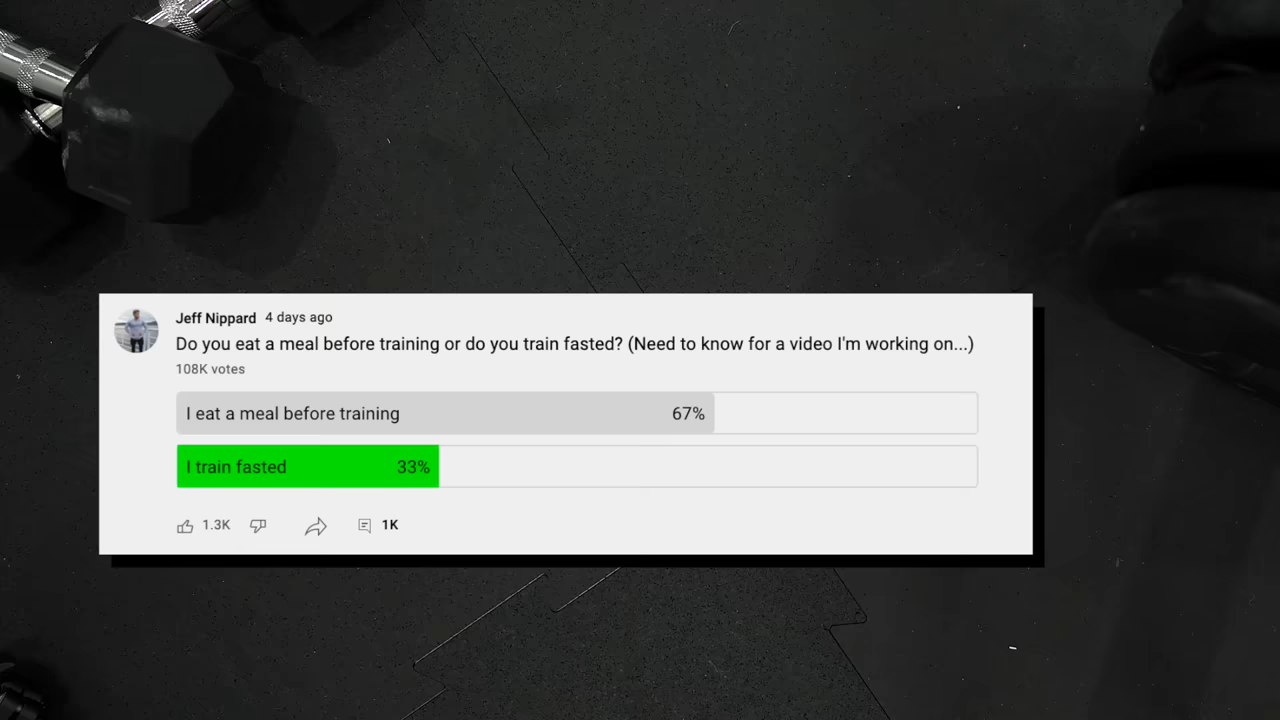 Jeff Nippard 4 days ago
Do you eat a meal before training or do you train fasted? (Need to know for a video I'm working on...)
108K votes
I eat a meal before training 67%
I train fasted 33%
1.3K 1K